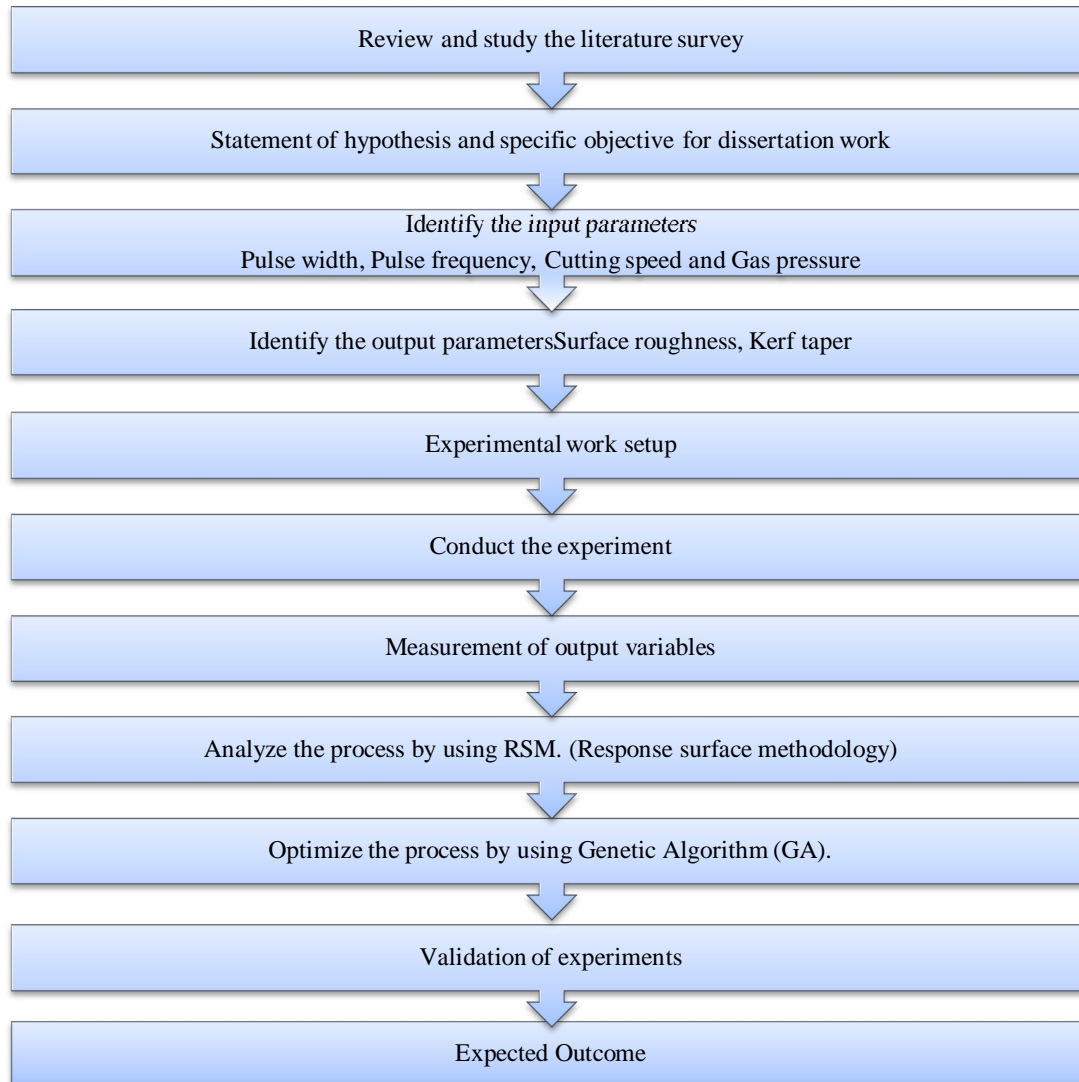 Review and study the literature survey
Statement of hypothesis and specific objective for dissertation work
Identify the input parameters
Pulse width, Pulse frequency, Cutting speed and Gas pressure
Identify the output parametersSurface roughness, Kerf taper
Experimental work setup
Conduct the experiment
Measurement of output variables
Analyze the process by using RSM. (Response surface methodology)
Optimize the process by using Genetic Algorithm (GA).
Validation of experiments
Expected Outcome